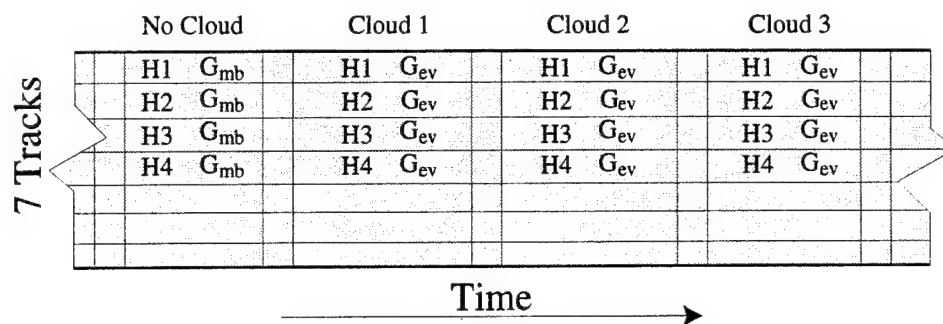 No Cloud Cloud 1 Cloud 2 Cloud 3
H1 Gmb H1 Gev H1 Gev H1 Gev
H2 Gmb H2 Gev H2 Gev H2 Gev
H3 Gmb H3 Gev H3 Gev H3 Gev
H4 Gmb H4 Gev H4 Gev H4 Gev
7 Tracks
Time